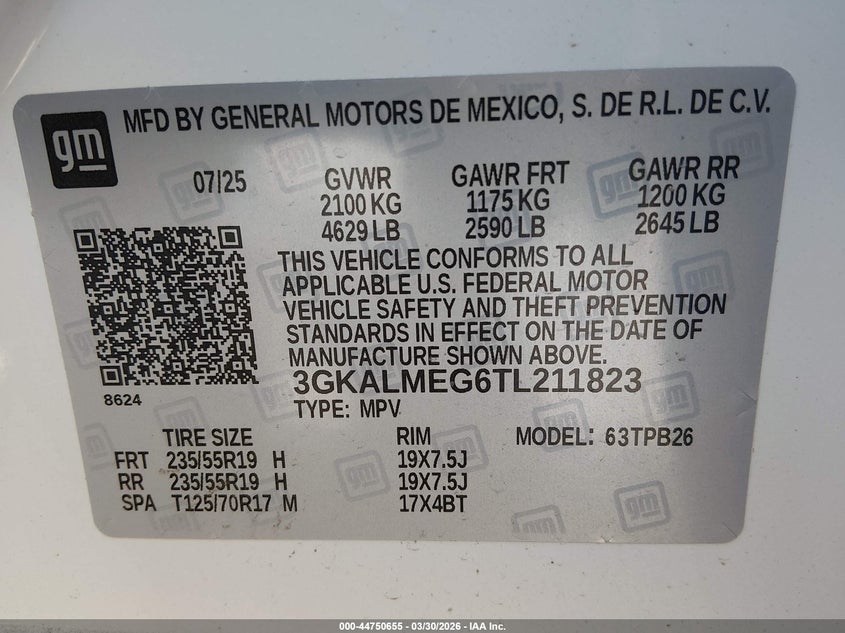 gm MFD BY GENERAL MOTORS DE MEXICO, S. DE R.L. DE C.V.
07/25 GVWR GAWR FRT GAWR RR
2100 KG 1175 KG 1200 KG
4629 LB 2590 LB 2645 LB
THIS VEHICLE CONFORMS TO ALL
APPLICABLE U.S. FEDERAL MOTOR
VEHICLE SAFETY AND THEFT PREVENTION
STANDARDS IN EFFECT ON THE DATE OF
MANUFACTURE SHOWN ABOVE.
3GKALMEG6TL211823
8624 TYPE: MPV
TIRE SIZE RIM MODEL: 63TPB26
FRT 235/55R19 H 19X7.5J
RR 235/55R19 H 19X7.5J
SPA T125/70R17 M 17X4BT
000-44750655 — 03/30/2026 — IAA Inc.